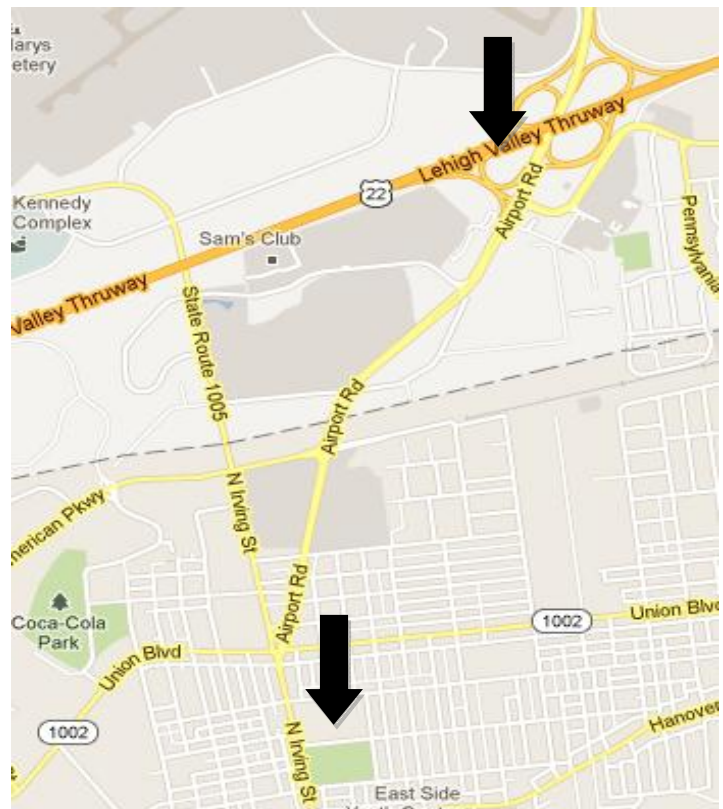 arys
etery
Lehigh Valley Thruway
22
Airport Rd
Kennedy
Complex
Pennsylvania
Sam's Club
Valley Thruway
State Route 1005
Airport Rd
N Irving St
merican Pkwy
Airport Rd
Coca-Cola
Park
1002
Union Blvd
Union Blvd
1002
N Irving St
Hanover
East Side